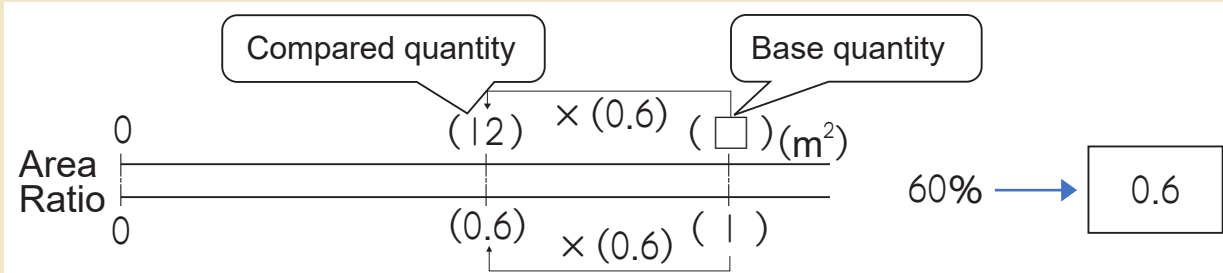 Compared quantity
Base quantity
× (0.6)
0 (12) (□) (m²)
Area
Ratio
0 (0.6) × (0.6) (1)
60% → 0.6